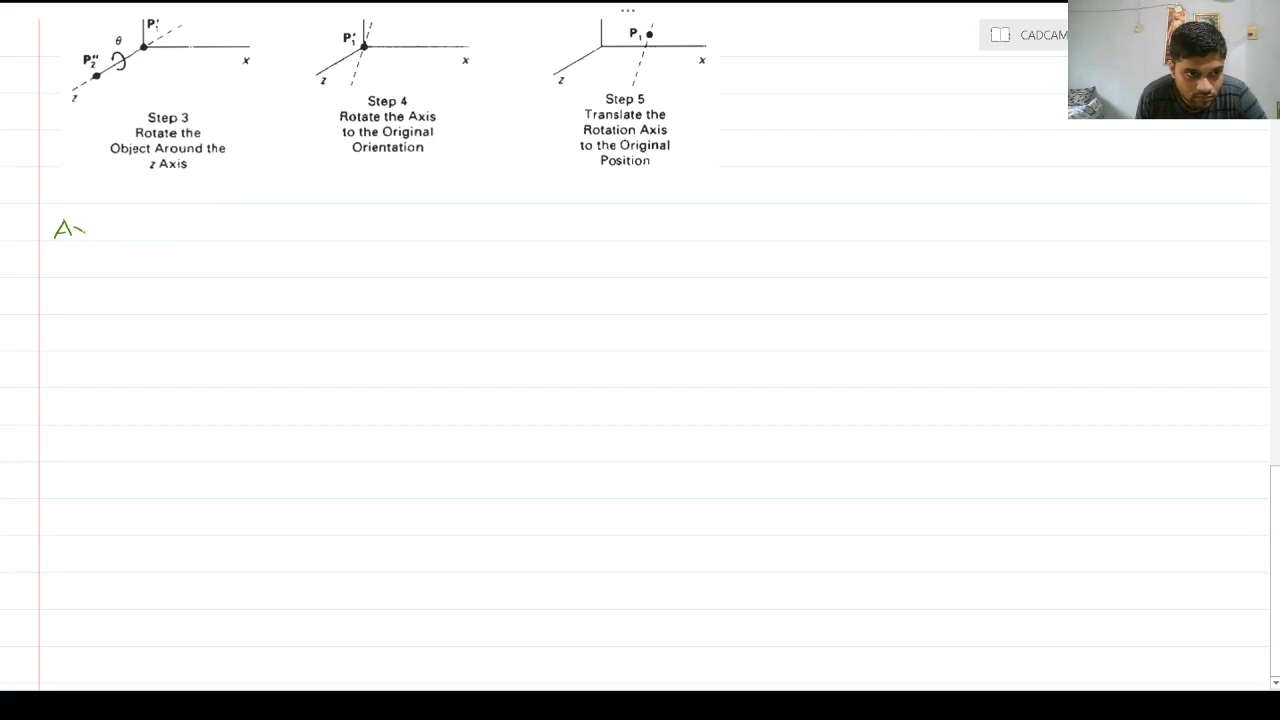 ...
CADCAM
P₁′
θ
P₂″
x
z
Step 3
Rotate the
Object Around the
z Axis
P₁′
x
z
Step 4
Rotate the Axis
to the Original
Orientation
P₁
x
z
Step 5
Translate the
Rotation Axis
to the Original
Position